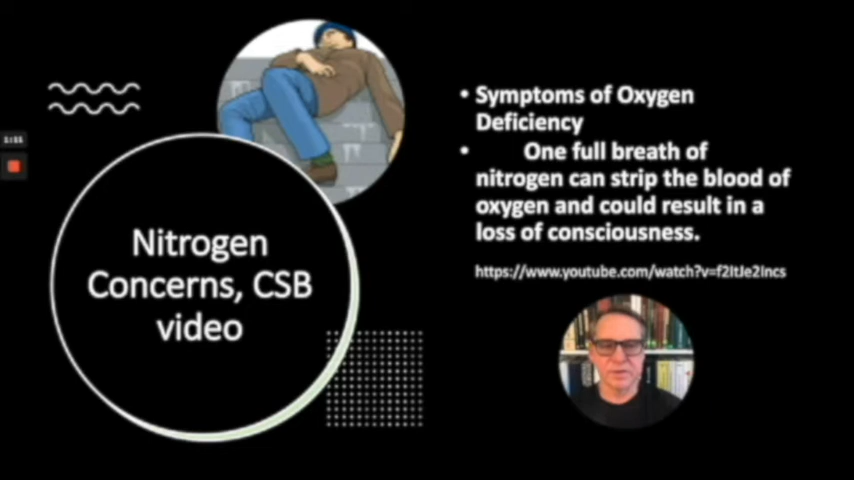 Nitrogen
Concerns, CSB
video
• Symptoms of Oxygen
Deficiency
• One full breath of
nitrogen can strip the blood of
oxygen and could result in a
loss of consciousness.
https://www.youtube.com/watch?v=f2ItJe2Incs